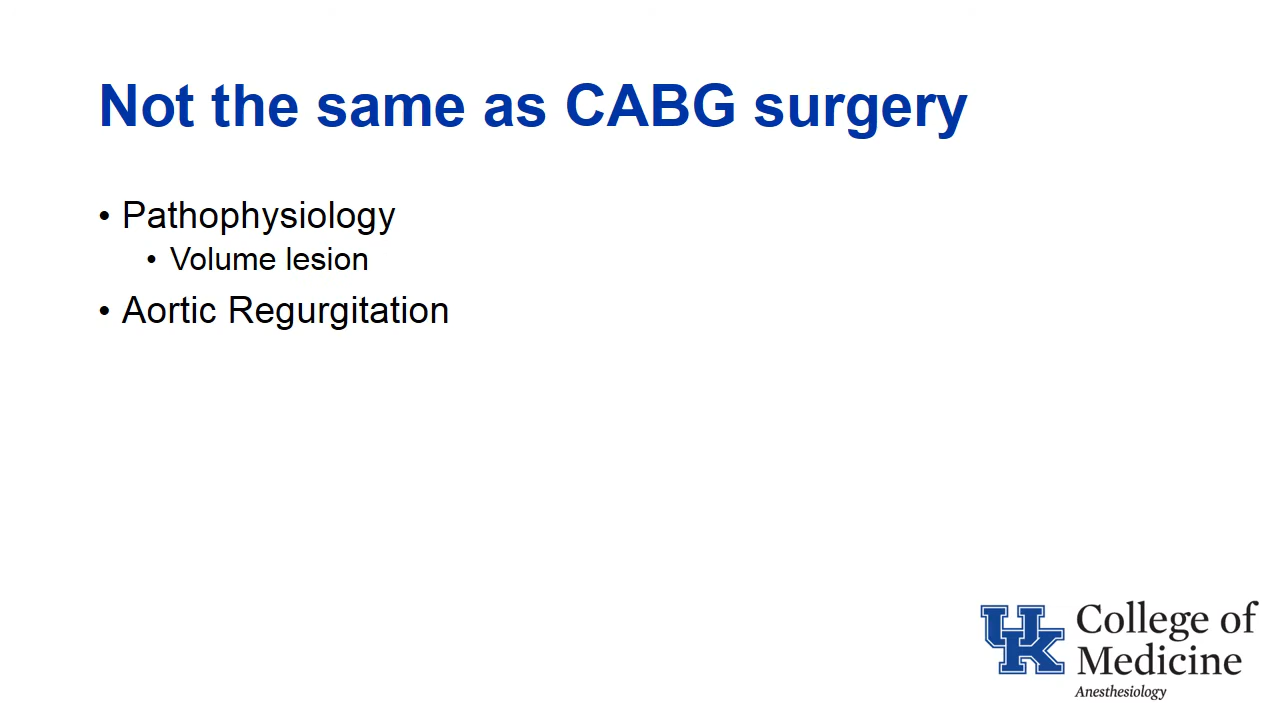 Not the same as CABG surgery
• Pathophysiology
• Volume lesion
• Aortic Regurgitation
UK
College of
Medicine
Anesthesiology